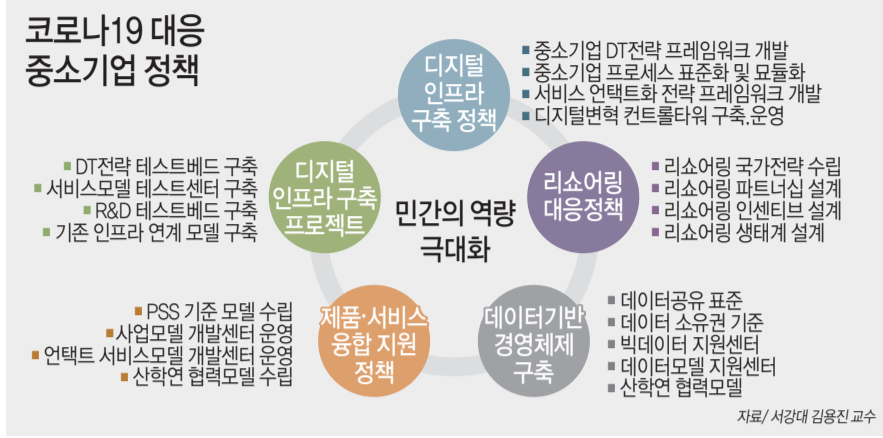 코로나19 대응
중소기업 정책
디지털
인프라
구축 정책
■ 중소기업 DT전략 프레임워크 개발
■ 중소기업 프로세스 표준화 및 묘듈화
■ 서비스 언택트화 전략 프레임워크 개발
■ 디지털변혁 컨트롤타워 구축.운영
리쇼어링
대응정책
■ 리쇼어링 국가전략 수립
■ 리쇼어링 파트너십 설계
■ 리쇼어링 인센티브 설계
■ 리쇼어링 생태계 설계
데이터기반
경영체제
구축
■ 데이터공유 표준
■ 데이터 소유권 기준
■ 빅데이터 지원센터
■ 데이터모델 지원센터
■ 산학연 협력모델
제품·서비스
융합 지원
정책
■ PSS 기준 모델 수립
■ 사업모델 개발센터 운영
■ 언택트 서비스모델 개발센터 운영
■ 산학연 협력모델 수립
디지털
인프라 구축
프로젝트
■ DT전략 테스트베드 구축
■ 서비스모델 테스트센터 구축
■ R&D 테스트베드 구축
■ 기존 인프라 연계 모델 구축
민간의 역량
극대화
자료/ 서강대 김용진 교수